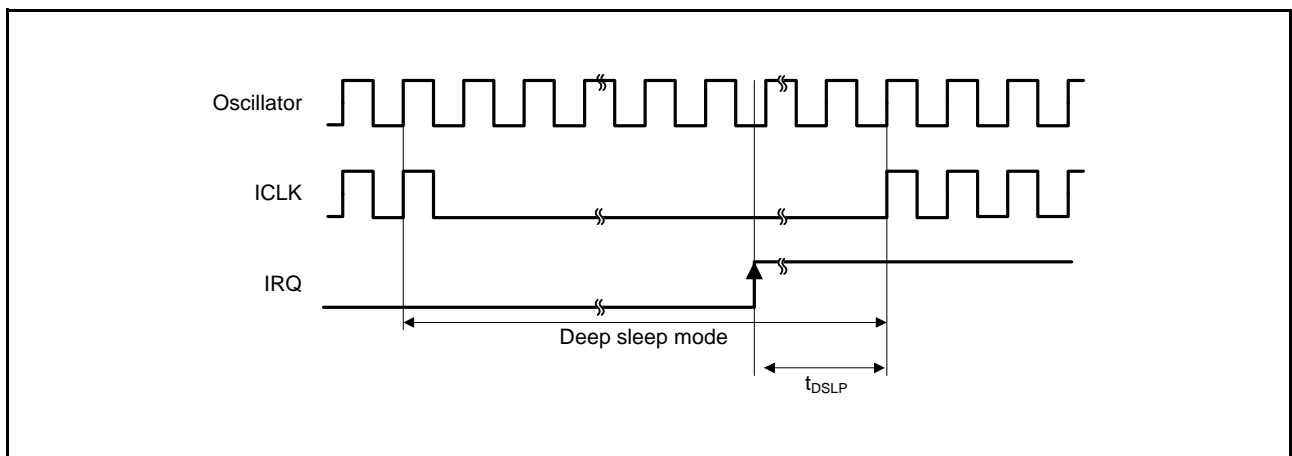 Oscillator
ICLK
IRQ
Deep sleep mode
tDSLP